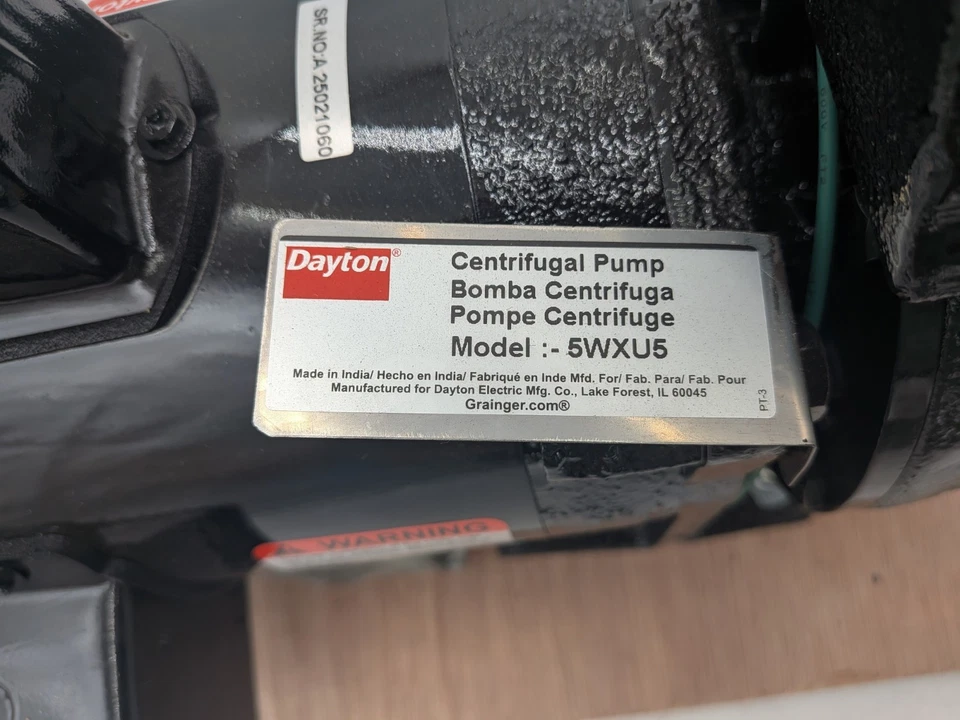 SR.NO:A 25021060
Dayton®
Centrifugal Pump
Bomba Centrifuga
Pompe Centrifuge
Model :- 5WXU5
Made in India/ Hecho en India/ Fabriqué en Inde Mfd. For/ Fab. Para/ Fab. Pour
Manufactured for Dayton Electric Mfg. Co., Lake Forest, IL 60045
Grainger.com®
PT-3
WARNING